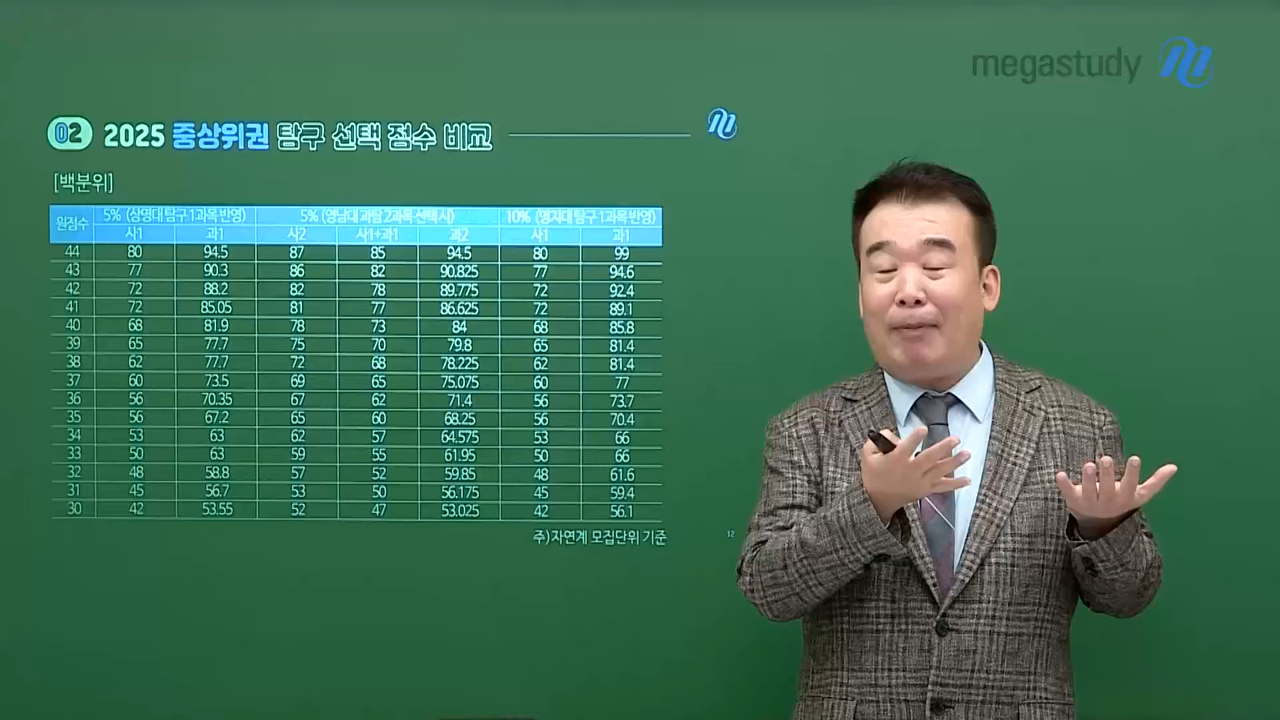 megastudy
02 2025 중상위권 탐구 선택 점수 비교
[백분위]
원점수 5% (상명대 탐구 1과목 반영) 5% (영남대 과탐 2과목 선택 시) 10% (명지대 탐구 1과목 반영)
사1 과1 사2 사1+과1 과2 사1 과1
44 80 94.5 87 85 94.5 80 99
43 77 90.3 86 82 90.825 77 94.6
42 72 88.2 82 78 89.775 72 92.4
41 72 85.05 81 77 86.625 72 89.1
40 68 81.9 78 73 84 68 85.8
39 65 77.7 75 70 79.8 65 81.4
38 62 77.7 72 68 78.225 62 81.4
37 60 73.5 69 65 75.075 60 77
36 56 70.35 67 62 71.4 56 73.7
35 56 67.2 65 60 68.25 56 70.4
34 53 63 62 57 64.575 53 66
33 50 63 59 55 61.95 50 66
32 48 58.8 57 52 59.85 48 61.6
31 45 56.7 53 50 56.175 45 59.4
30 42 53.55 52 47 53.025 42 56.1
주)자연계 모집단위 기준
12